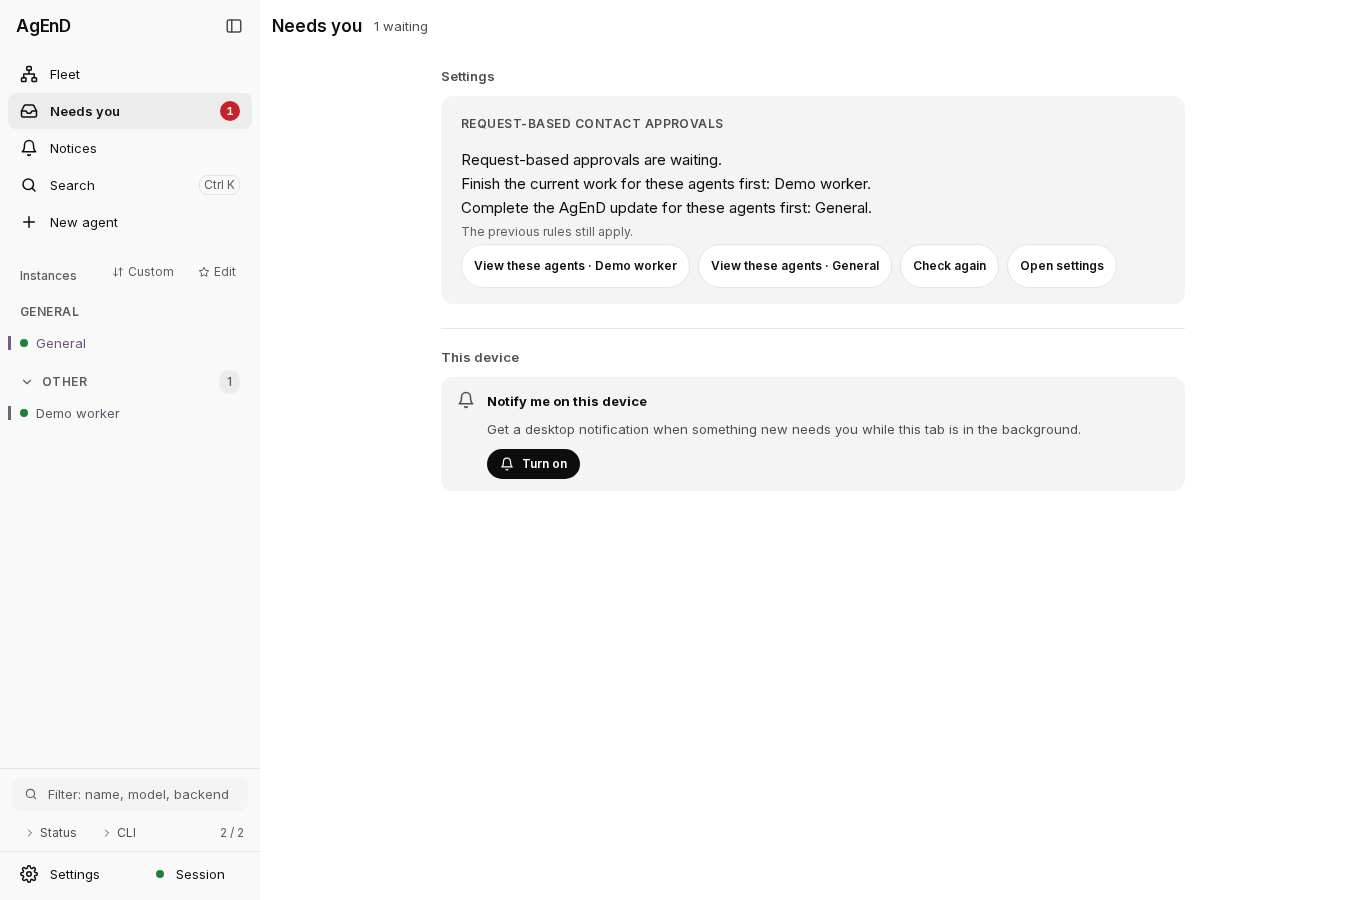 AgEnD
Fleet
Needs you 1
Notices
Search Ctrl K
New agent
Instances Custom Edit
GENERAL
General
OTHER 1
Demo worker
Filter: name, model, backend
Status CLI 2 / 2
Settings Session
Needs you 1 waiting
Settings
REQUEST-BASED CONTACT APPROVALS
Request-based approvals are waiting.
Finish the current work for these agents first: Demo worker.
Complete the AgEnD update for these agents first: General.
The previous rules still apply.
View these agents · Demo worker View these agents · General Check again Open settings
This device
Notify me on this device
Get a desktop notification when something new needs you while this tab is in the background.
Turn on